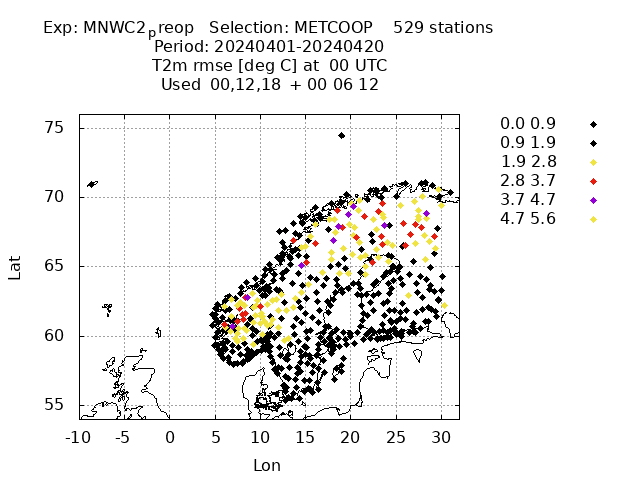 Exp: MNWC2preop   Selection: METCOOP    529 stations
Period: 20240401-20240420
T2m rmse [deg C] at  00 UTC
Used  00,12,18  + 00 06 12
0.0 0.9
0.9 1.9
1.9 2.8
2.8 3.7
3.7 4.7
4.7 5.6
75
70
65
60
55
Lat
-10 -5 0 5 10 15 20 25 30
Lon